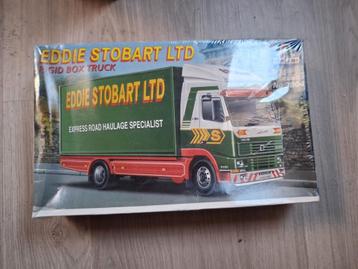 EDDIE STOBART LTD
RIGID BOX TRUCK
EDDIE STOBART LTD
EXPRESS ROAD HAULAGE SPECIALIST
S